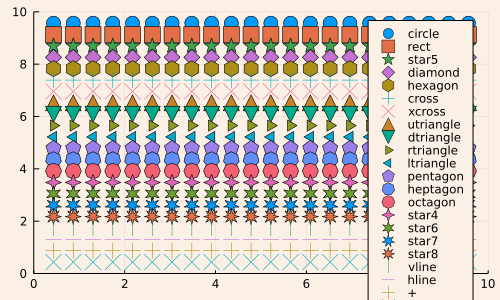 10
8
6
4
2
0
0
2
4
6
10
circle
rect
star5
diamond
hexagon
cross
xcross
utriangle
dtriangle
rtriangle
ltriangle
pentagon
heptagon
octagon
star4
star6
star7
star8
vline
hline
+